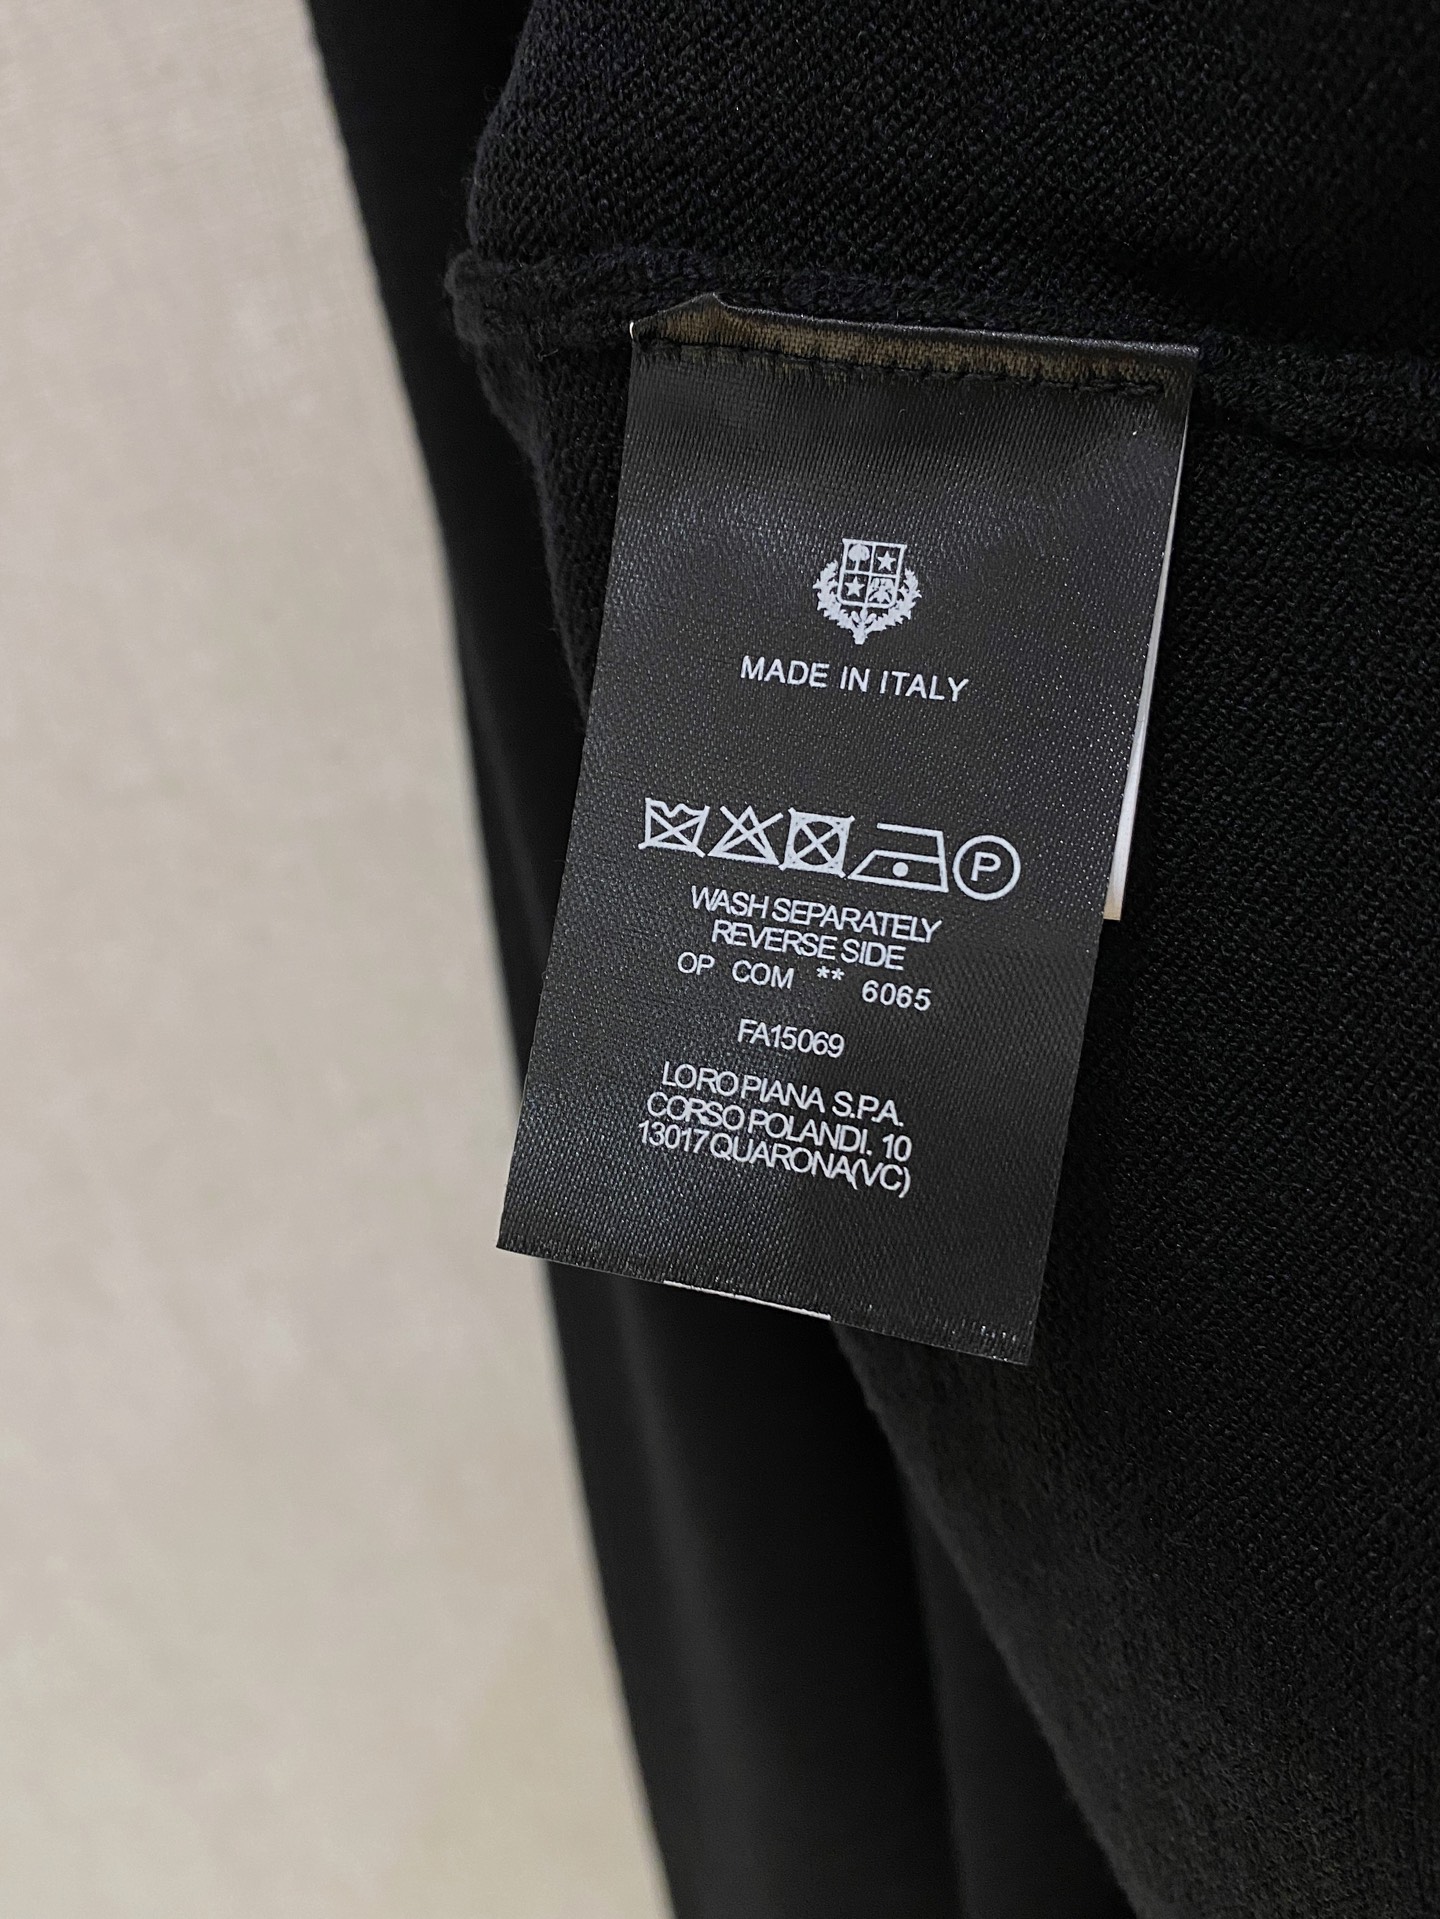 MADE IN ITALY
P
WASH SEPARATELY
REVERSE SIDE
OP COM ** 6065
FA15069
LORO PIANA S.P.A.
CORSO POLANDI. 10
13017 QUARONA(VC)